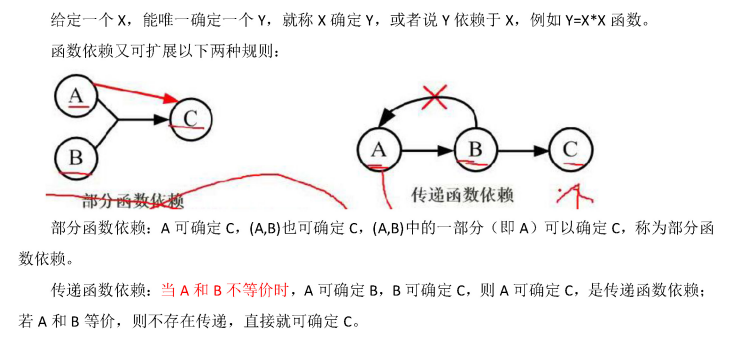 给定一个 X，能唯一确定一个 Y，就称 X 确定 Y，或者说 Y 依赖于 X，例如 Y=X*X 函数。
函数依赖又可扩展以下两种规则：
A
C
B
部分函数依赖
A
B
C
传递函数依赖
部分函数依赖：A 可确定 C，(A,B)也可确定 C，(A,B)中的一部分（即 A）可以确定 C，称为部分函
数依赖。
传递函数依赖：当 A 和 B 不等价时，A 可确定 B，B 可确定 C，则 A 可确定 C，是传递函数依赖；
若 A 和 B 等价，则不存在传递，直接就可确定 C。